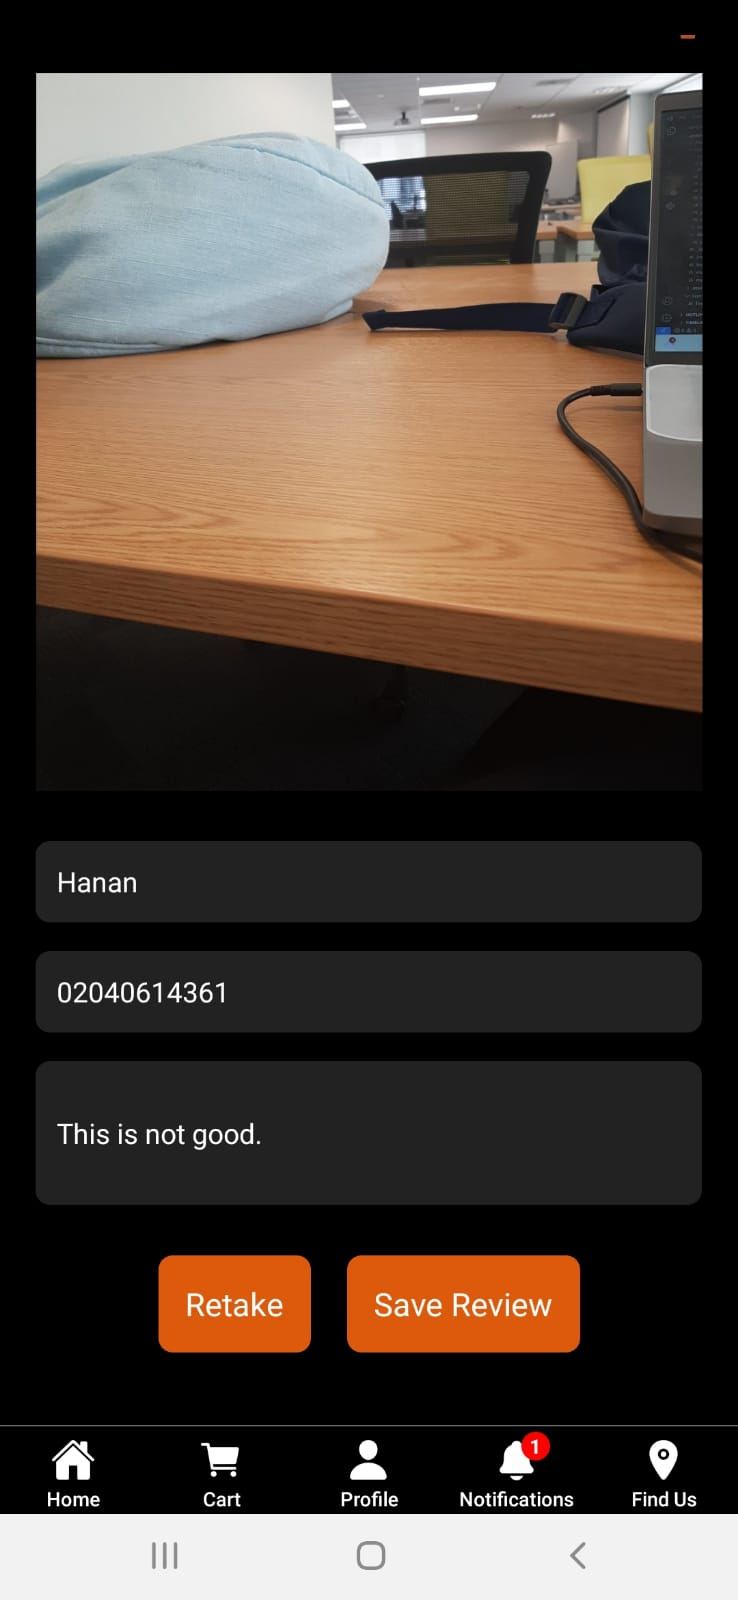 Hanan
02040614361
This is not good.
Retake
Save Review
1
Home
Cart
Profile
Notifications
Find Us